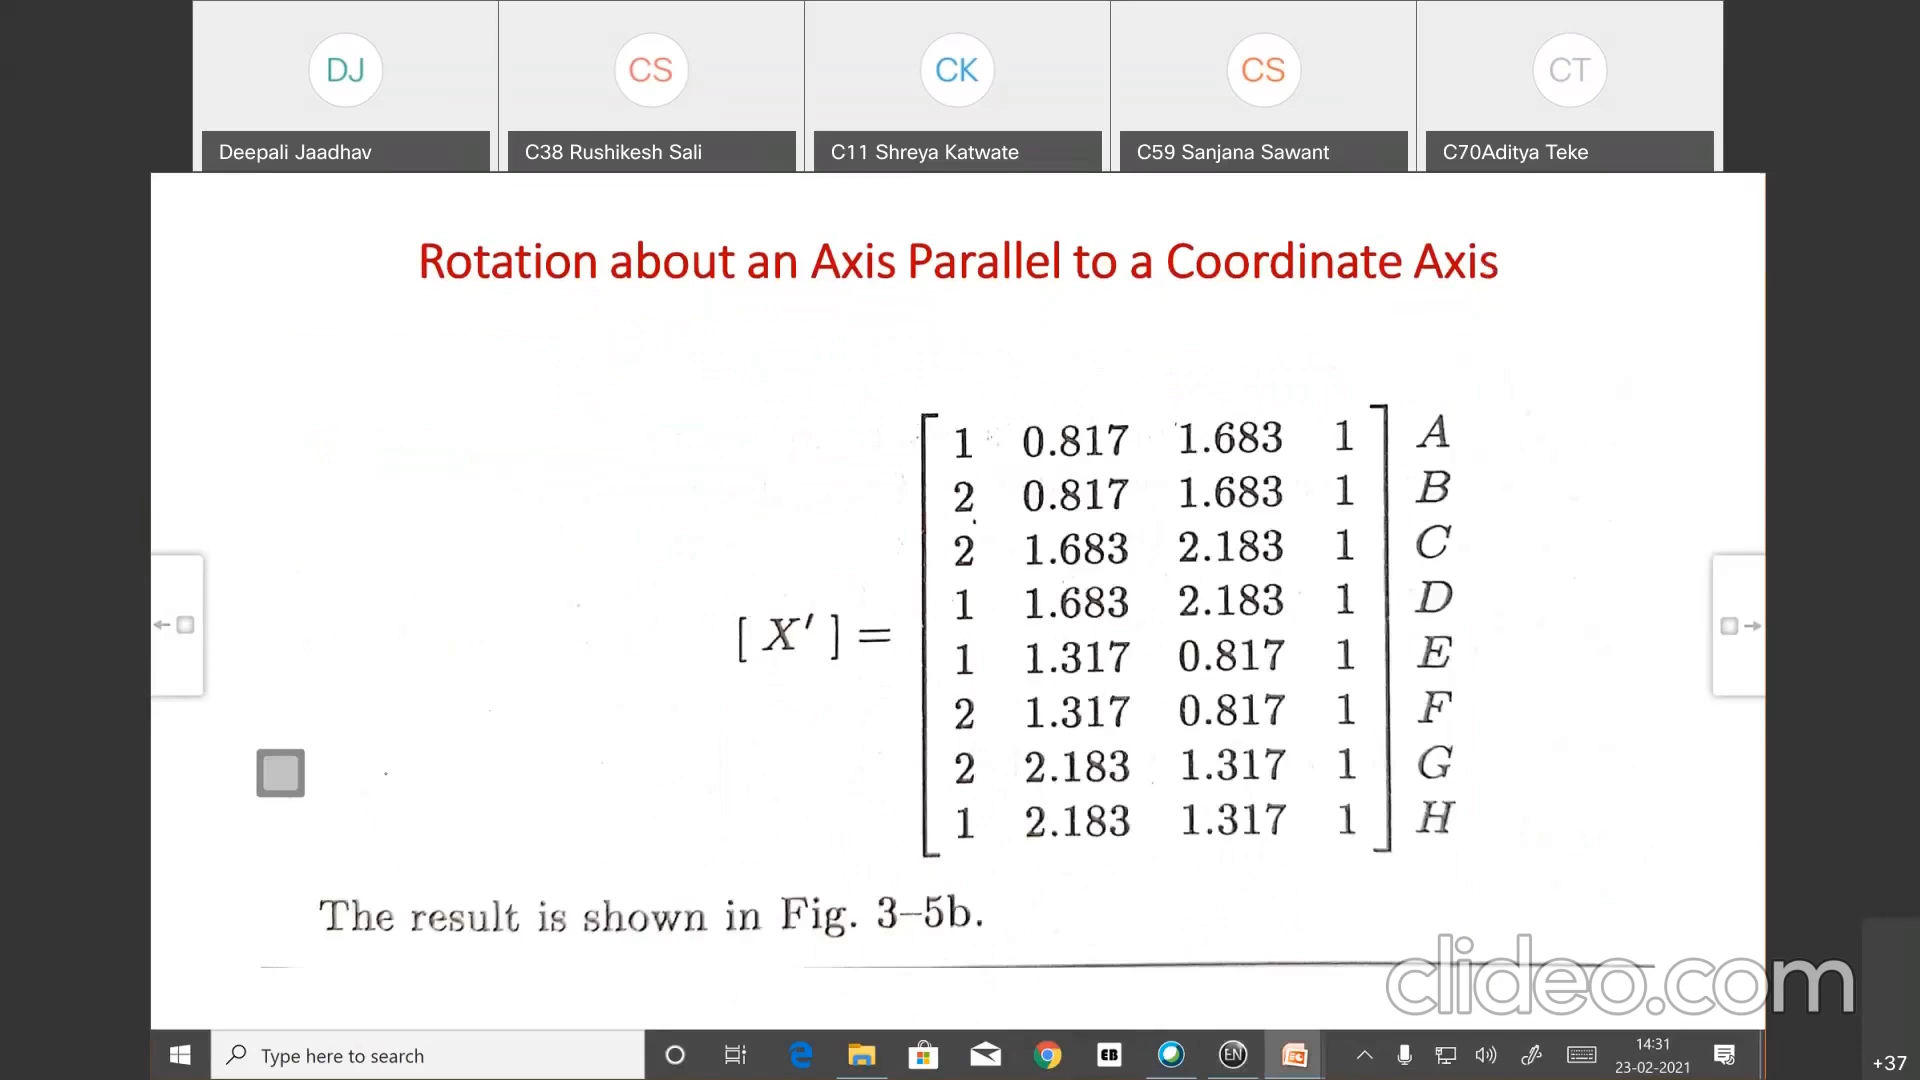 DJ CS CK CS CT
Deepali Jaadhav C38 Rushikesh Sali C11 Shreya Katwate C59 Sanjana Sawant C70Aditya Teke
Rotation about an Axis Parallel to a Coordinate Axis
1 0.817 1.683 1 A
2 0.817 1.683 1 B
2 1.683 2.183 1 C
1 1.683 2.183 1 D
[ X′ ] =
1 1.317 0.817 1 E
2 1.317 0.817 1 F
2 2.183 1.317 1 G
1 2.183 1.317 1 H
The result is shown in Fig. 3–5b.
clideo.com
Type here to search
EB
EN
14:31
23-02-2021
+37